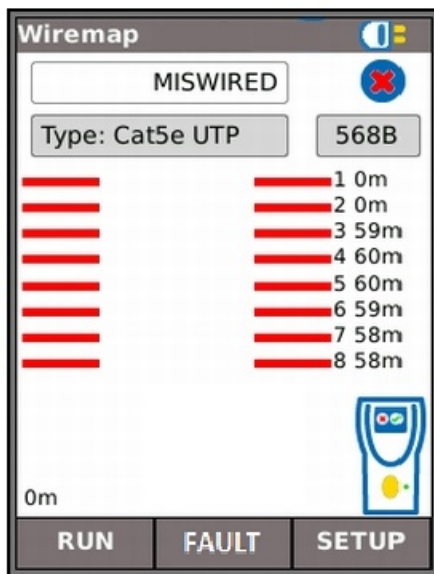 Wiremap
MISWIRED
Type: Cat5e UTP 568B
1 0m
2 0m
3 59m
4 60m
5 60m
6 59m
7 58m
8 58m
0m
RUN FAULT SETUP